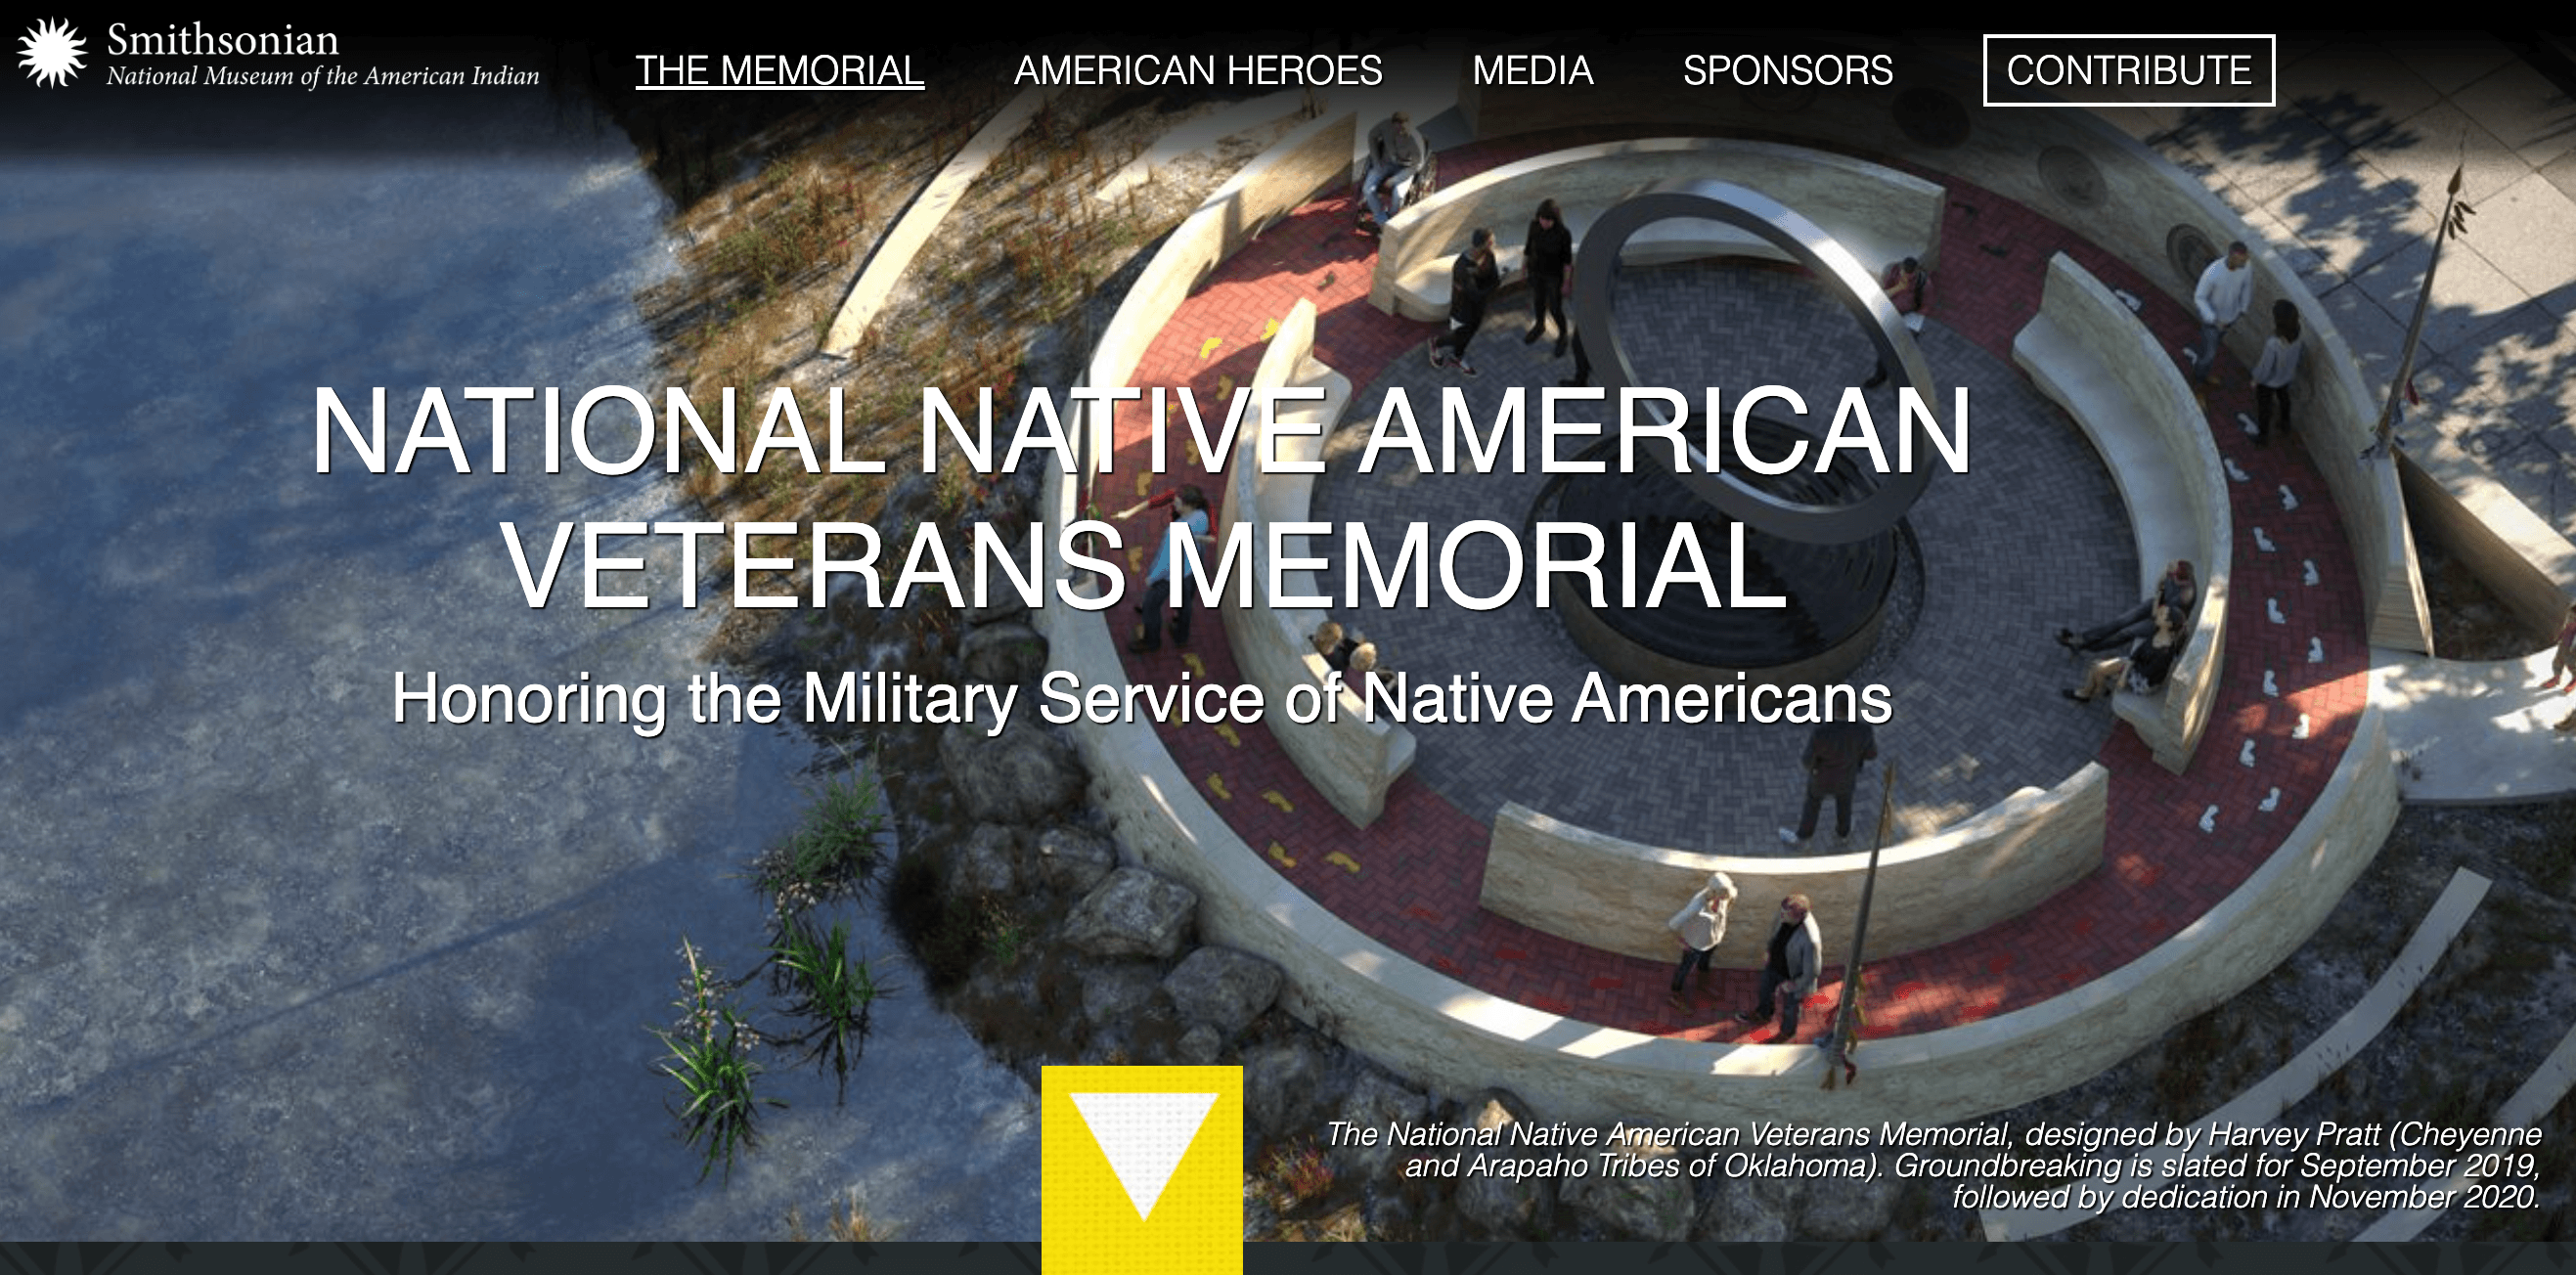 Smithsonian
National Museum of the American Indian
THE MEMORIAL
AMERICAN HEROES
MEDIA
SPONSORS
CONTRIBUTE
NATIONAL NATIVE AMERICAN
VETERANS MEMORIAL
Honoring the Military Service of Native Americans
The National Native American Veterans Memorial, designed by Harvey Pratt (Cheyenne
and Arapaho Tribes of Oklahoma). Groundbreaking is slated for September 2019,
followed by dedication in November 2020.